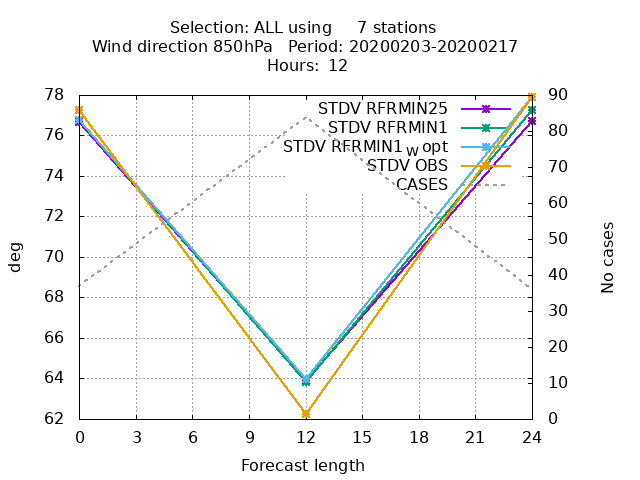 Selection: ALL using     7 stations
Wind direction 850hPa   Period: 20200203-20200217
Hours: 12
STDV RFRMIN25
STDV RFRMIN1
STDV RFRMIN1_W opt
STDV OBS
CASES
78
76
74
72
70
68
66
64
62
deg
90
80
70
60
50
40
30
20
10
0
No cases
0 3 6 9 12 15 18 21 24
Forecast length